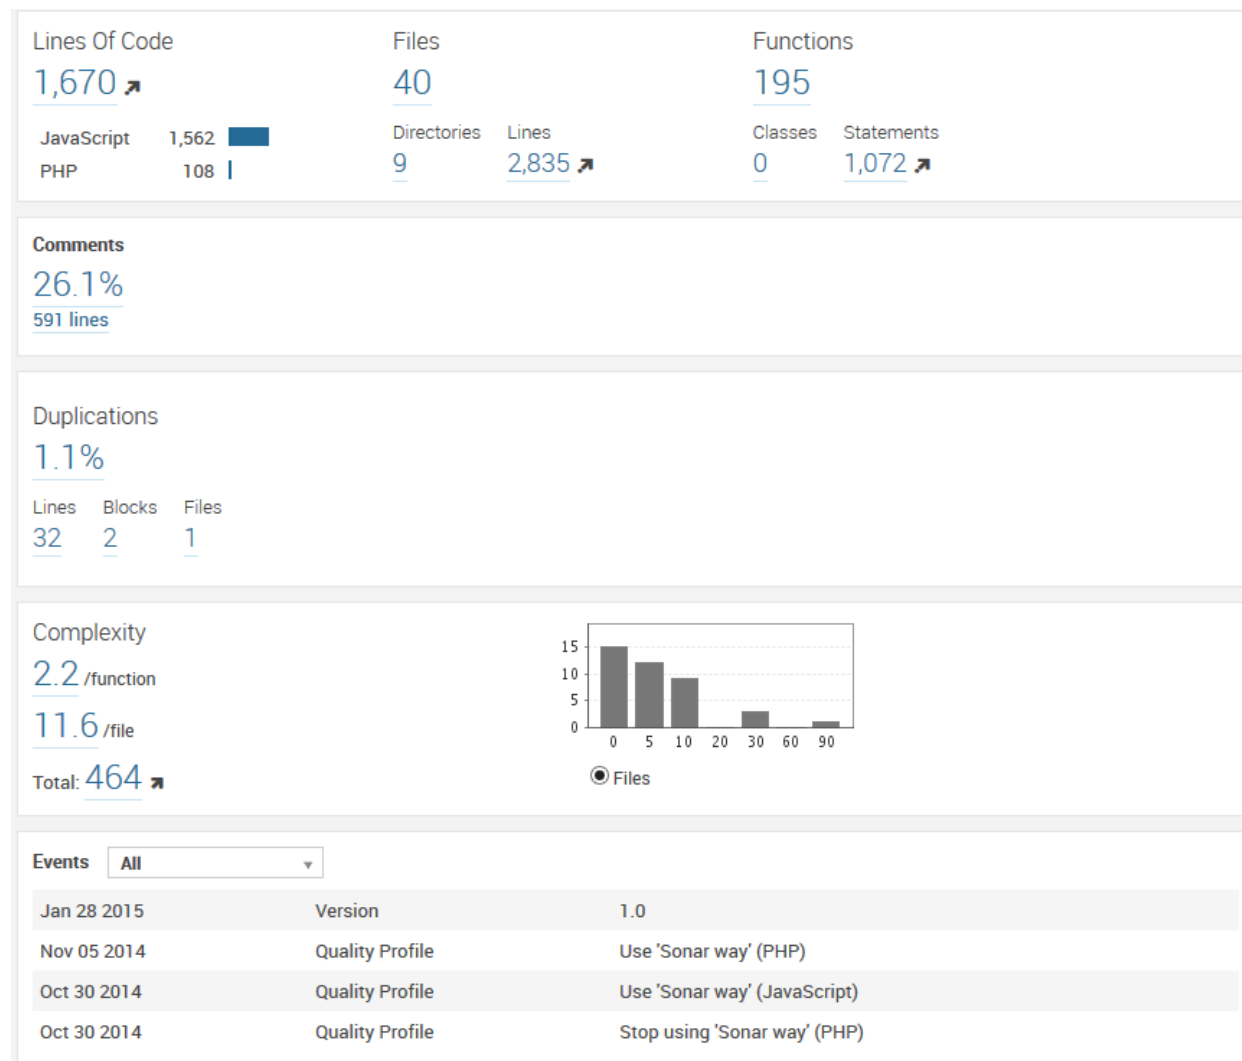 Lines Of Code
1,670
JavaScript 1,562
PHP 108
Files
40
Directories Lines
9 2,835
Functions
195
Classes Statements
0 1,072
Comments
26.1%
591 lines
Duplications
1.1%
Lines Blocks Files
32 2 1
Complexity
2.2 /function
11.6 /file
Total: 464
15
10
5
0
0 5 10 20 30 60 90
Files
Events All
Jan 28 2015 Version 1.0
Nov 05 2014 Quality Profile Use 'Sonar way' (PHP)
Oct 30 2014 Quality Profile Use 'Sonar way' (JavaScript)
Oct 30 2014 Quality Profile Stop using 'Sonar way' (PHP)